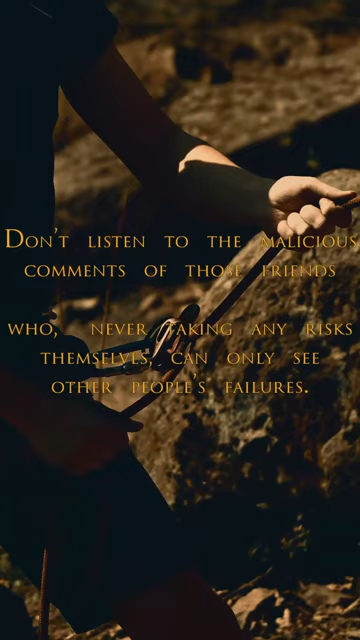 Don't listen to the malicious
comments of those friends
who, never taking any risks
themselves, can only see
other people's failures.